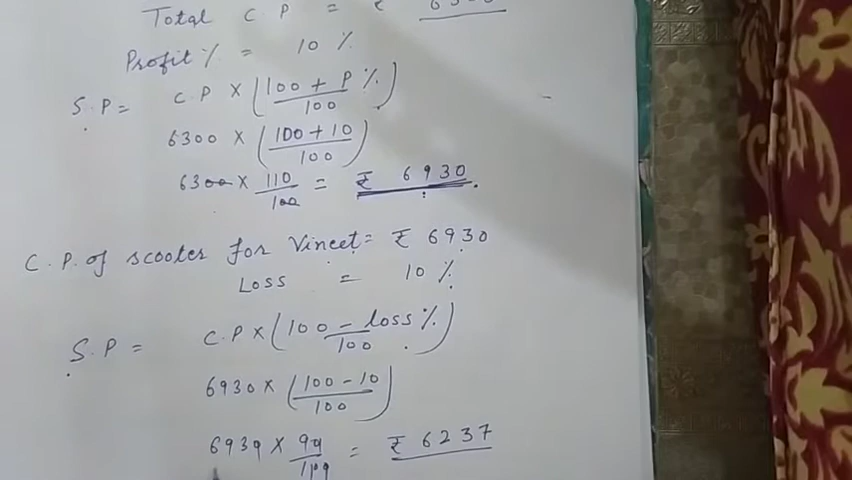 Total C P = ₹ 6300
Profit % = 10 %
S.P = C.P × (100 + P % / 100)
6300 × (100 + 10 / 100)
6300 × 110 / 100 = ₹ 6930.
C.P. of scooter for Vineet = ₹ 6930
Loss = 10 %
S.P = C.P × (100 - loss % / 100)
6930 × (100 - 10 / 100)
6930 × 90 / 100 = ₹ 6237